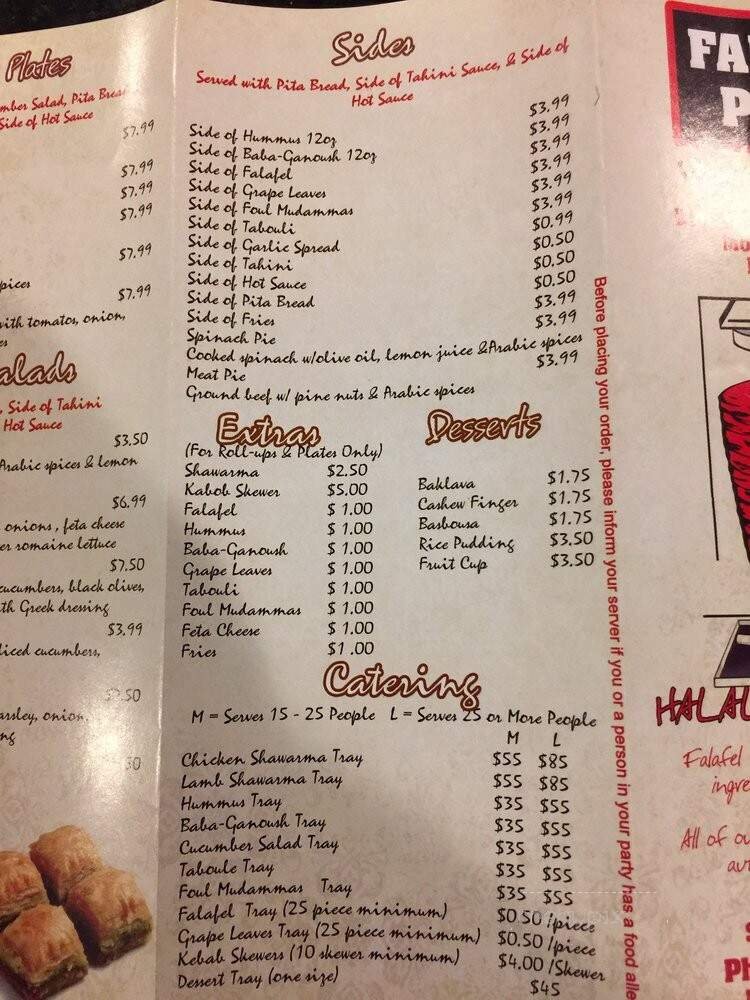 Plates
mber Salad, Pita Bread
Side of Hot Sauce
$7.99
$7.99
$7.99
$7.99
$7.99
pices
$7.99
with tomatos, onion,
es
alads
, Side of Tahini
Hot Sauce
$3.50
Arabic spices & lemon
$6.99
onions, feta cheese
er romaine lettuce
$7.50
cucumbers, black olives,
th Greek dressing
$3.99
liced cucumbers,
.50
arsley, onion,
ng
30
Sides
Served with Pita Bread, Side of Tahini Sauce, & Side of
Hot Sauce
Side of Hummus 12oz $3.99
Side of Baba-Ganoush 12oz $3.99
Side of Falafel $3.99
Side of Grape Leaves $3.99
Side of Foul Mudammas $3.99
Side of Tabouli $3.99
Side of Garlic Spread $0.99
Side of Tahini $0.50
Side of Hot Sauce $0.50
Side of Pita Bread $0.50
Side of Fries $3.99
Spinach Pie $3.99
Cooked spinach w/olive oil, lemon juice &Arabic spices
Meat Pie $3.99
Ground beef w/ pine nuts & Arabic spices
Extras
(For Roll-ups & Plates Only)
Shawarma $2.50
Kabob Skewer $5.00
Falafel $ 1.00
Hummus $ 1.00
Baba-Ganoush $ 1.00
Grape Leaves $ 1.00
Tabouli $ 1.00
Foul Mudammas $ 1.00
Feta Cheese $ 1.00
Fries $1.00
Desserts
Baklava $1.75
Cashew Finger $1.75
Basbousa $1.75
Rice Pudding $3.50
Fruit Cup $3.50
Catering
M = Serves 15 - 25 People L = Serves 25 or More People
M L
Chicken Shawarma Tray $55 $85
Lamb Shawarma Tray $55 $85
Hummus Tray $35 $55
Baba-Ganoush Tray $35 $55
Cucumber Salad Tray $35 $55
Taboule Tray $35 $55
Foul Mudammas Tray $35 $55
Falafel Tray (25 piece minimum) $0.50 /piece
Grape Leaves Tray (25 piece minimum) $0.50 /piece
Kebab Skewers (10 skewer minimum) $4.00 /Skewer
Dessert Tray (one size) $45
Before placing your order, please inform your server if you or a person in your party has a food alle
FA
P
HALAL
Falafel
ingre
All of ou
aut
Ph